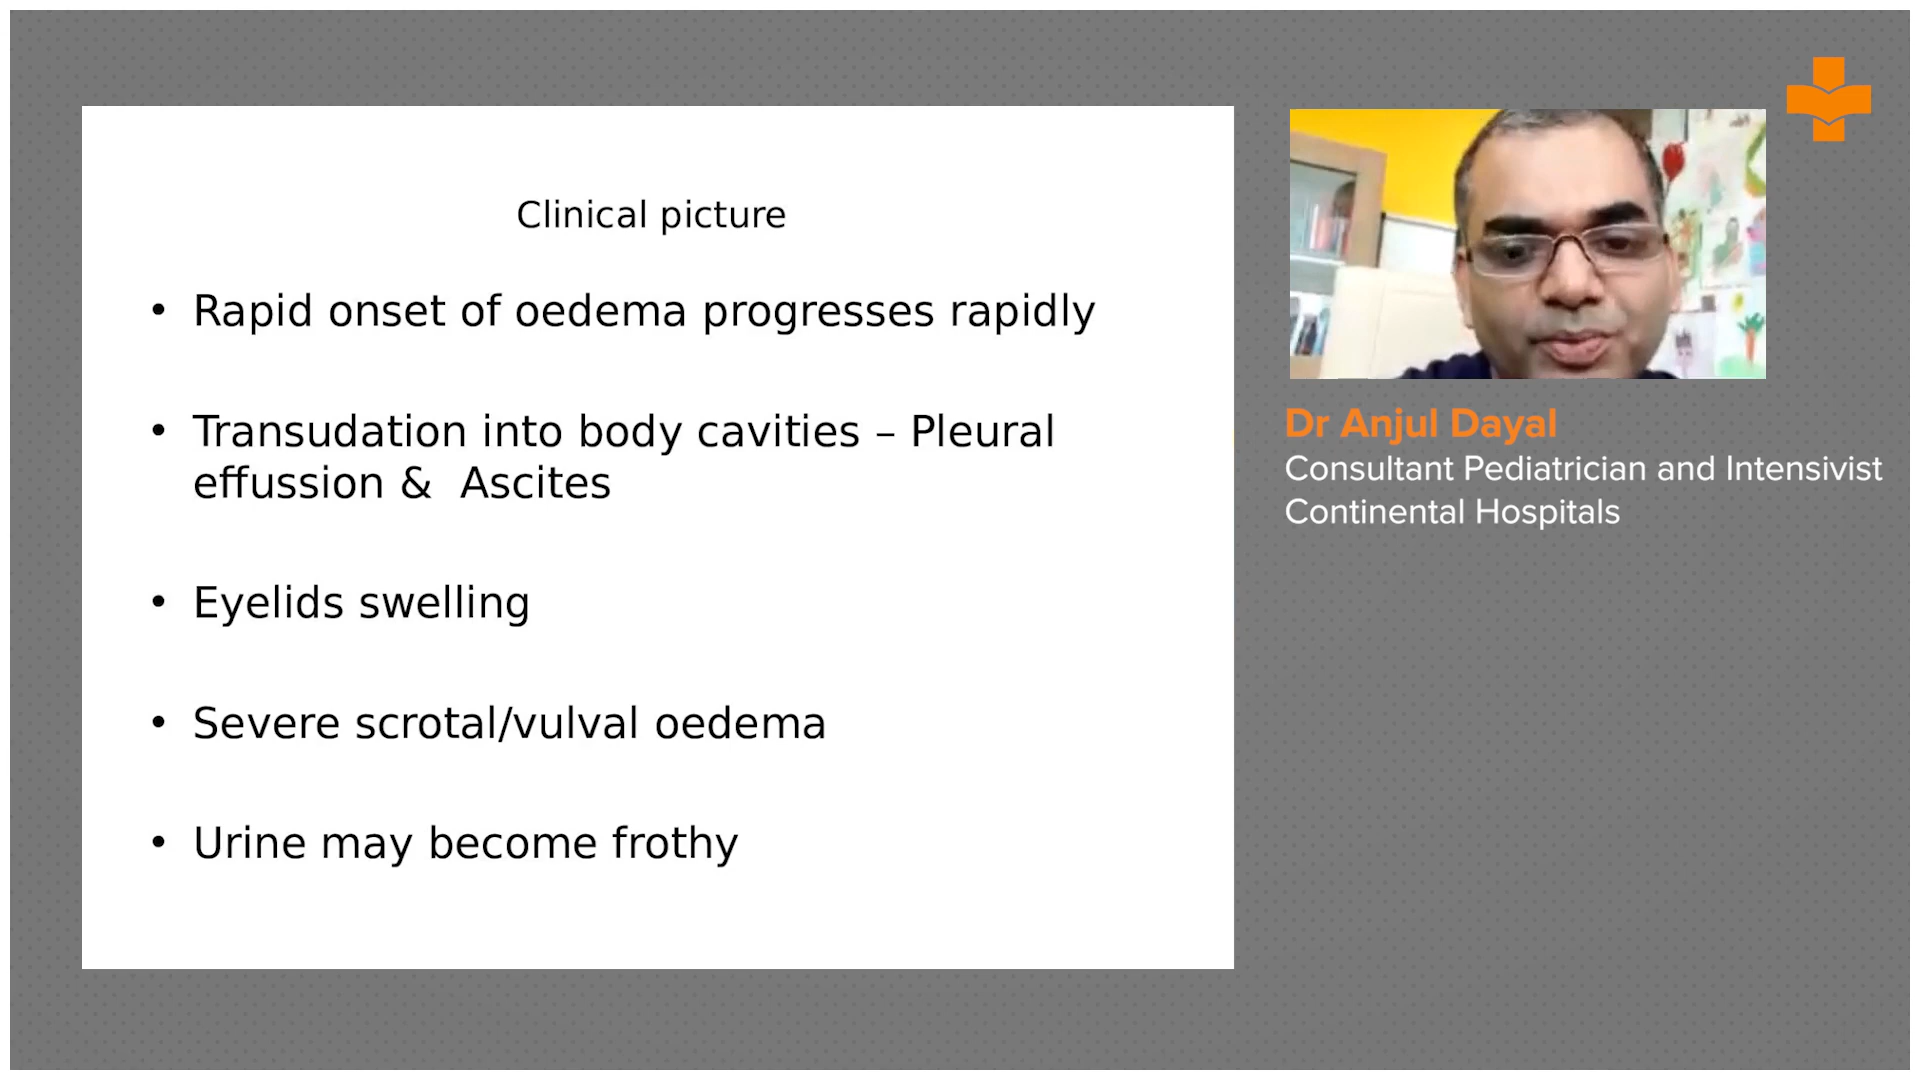 Clinical picture
• Rapid onset of oedema progresses rapidly
• Transudation into body cavities – Pleural
effussion &  Ascites
• Eyelids swelling
• Severe scrotal/vulval oedema
• Urine may become frothy
Dr Anjul Dayal
Consultant Pediatrician and Intensivist
Continental Hospitals